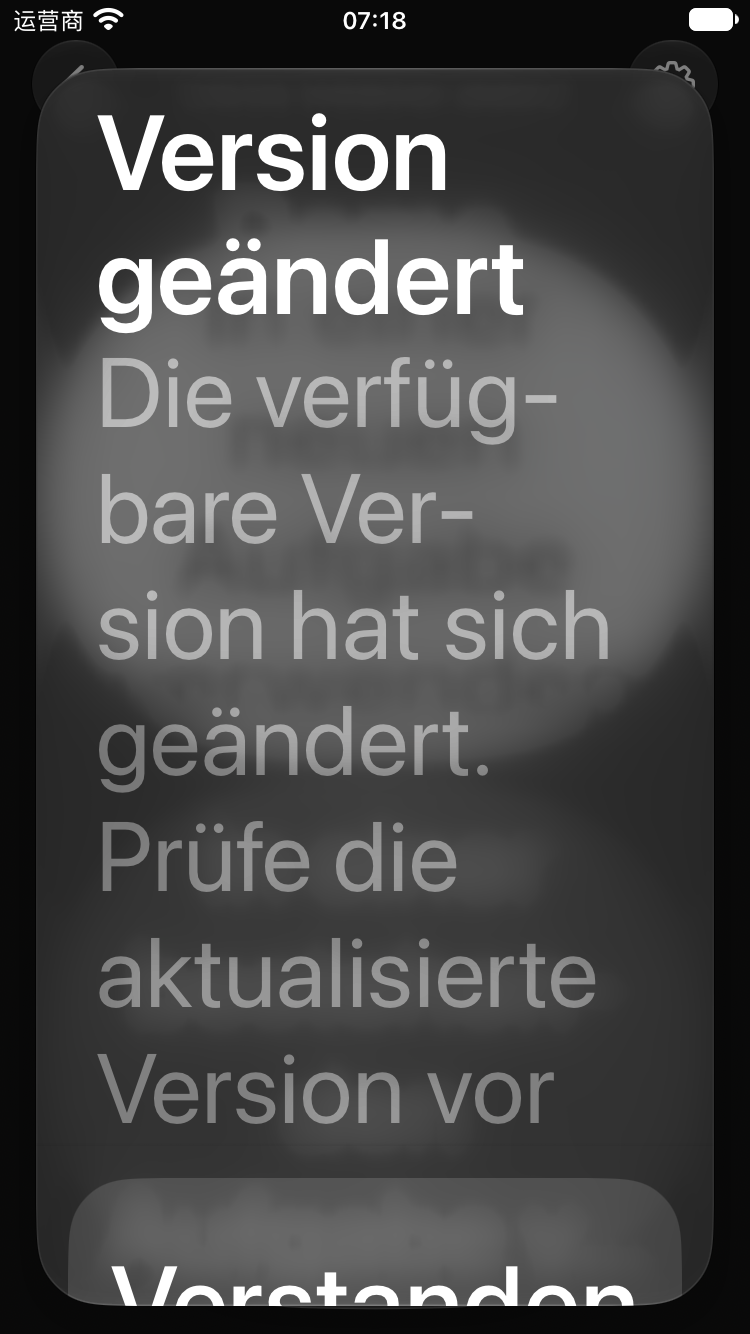 运营商 07:18
Version
geändert
Die verfüg-
bare Ver-
sion hat sich
geändert.
Prüfe die
aktualisierte
Version vor
Verstanden